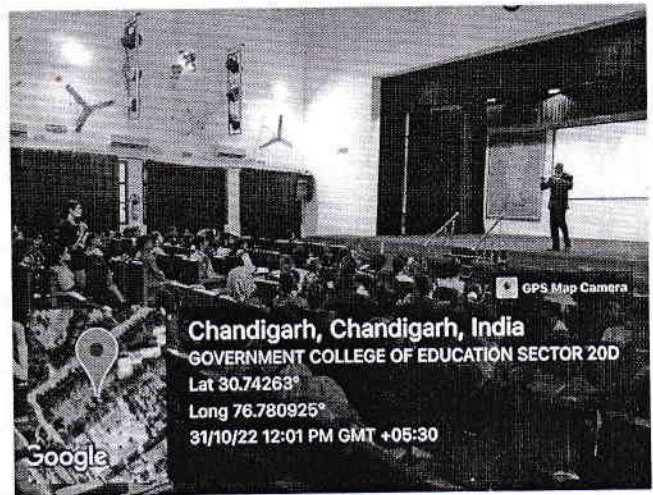 GPS Map Camera
Chandigarh, Chandigarh, India
GOVERNMENT COLLEGE OF EDUCATION SECTOR 20D
Lat 30.74263°
Long 76.780925°
31/10/22 12:01 PM GMT +05:30
Google